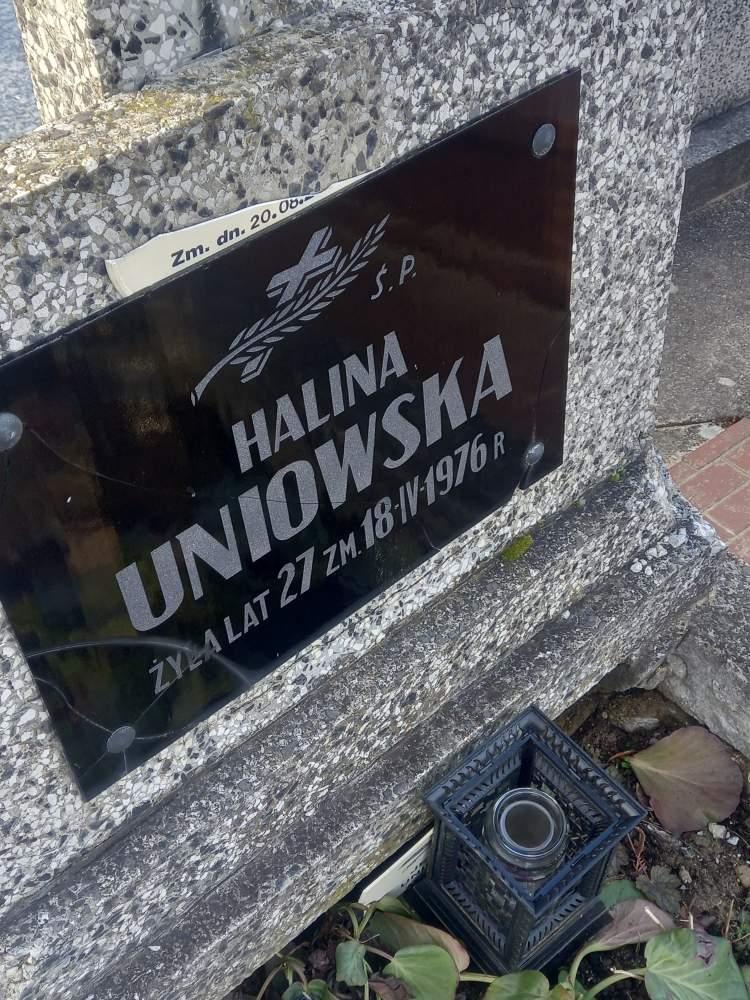 Zm. dn. 20.08.
Ś. P.
HALINA
UNIOWSKA
ŻYŁA LAT 27 ZM. 18-IV-1976 R